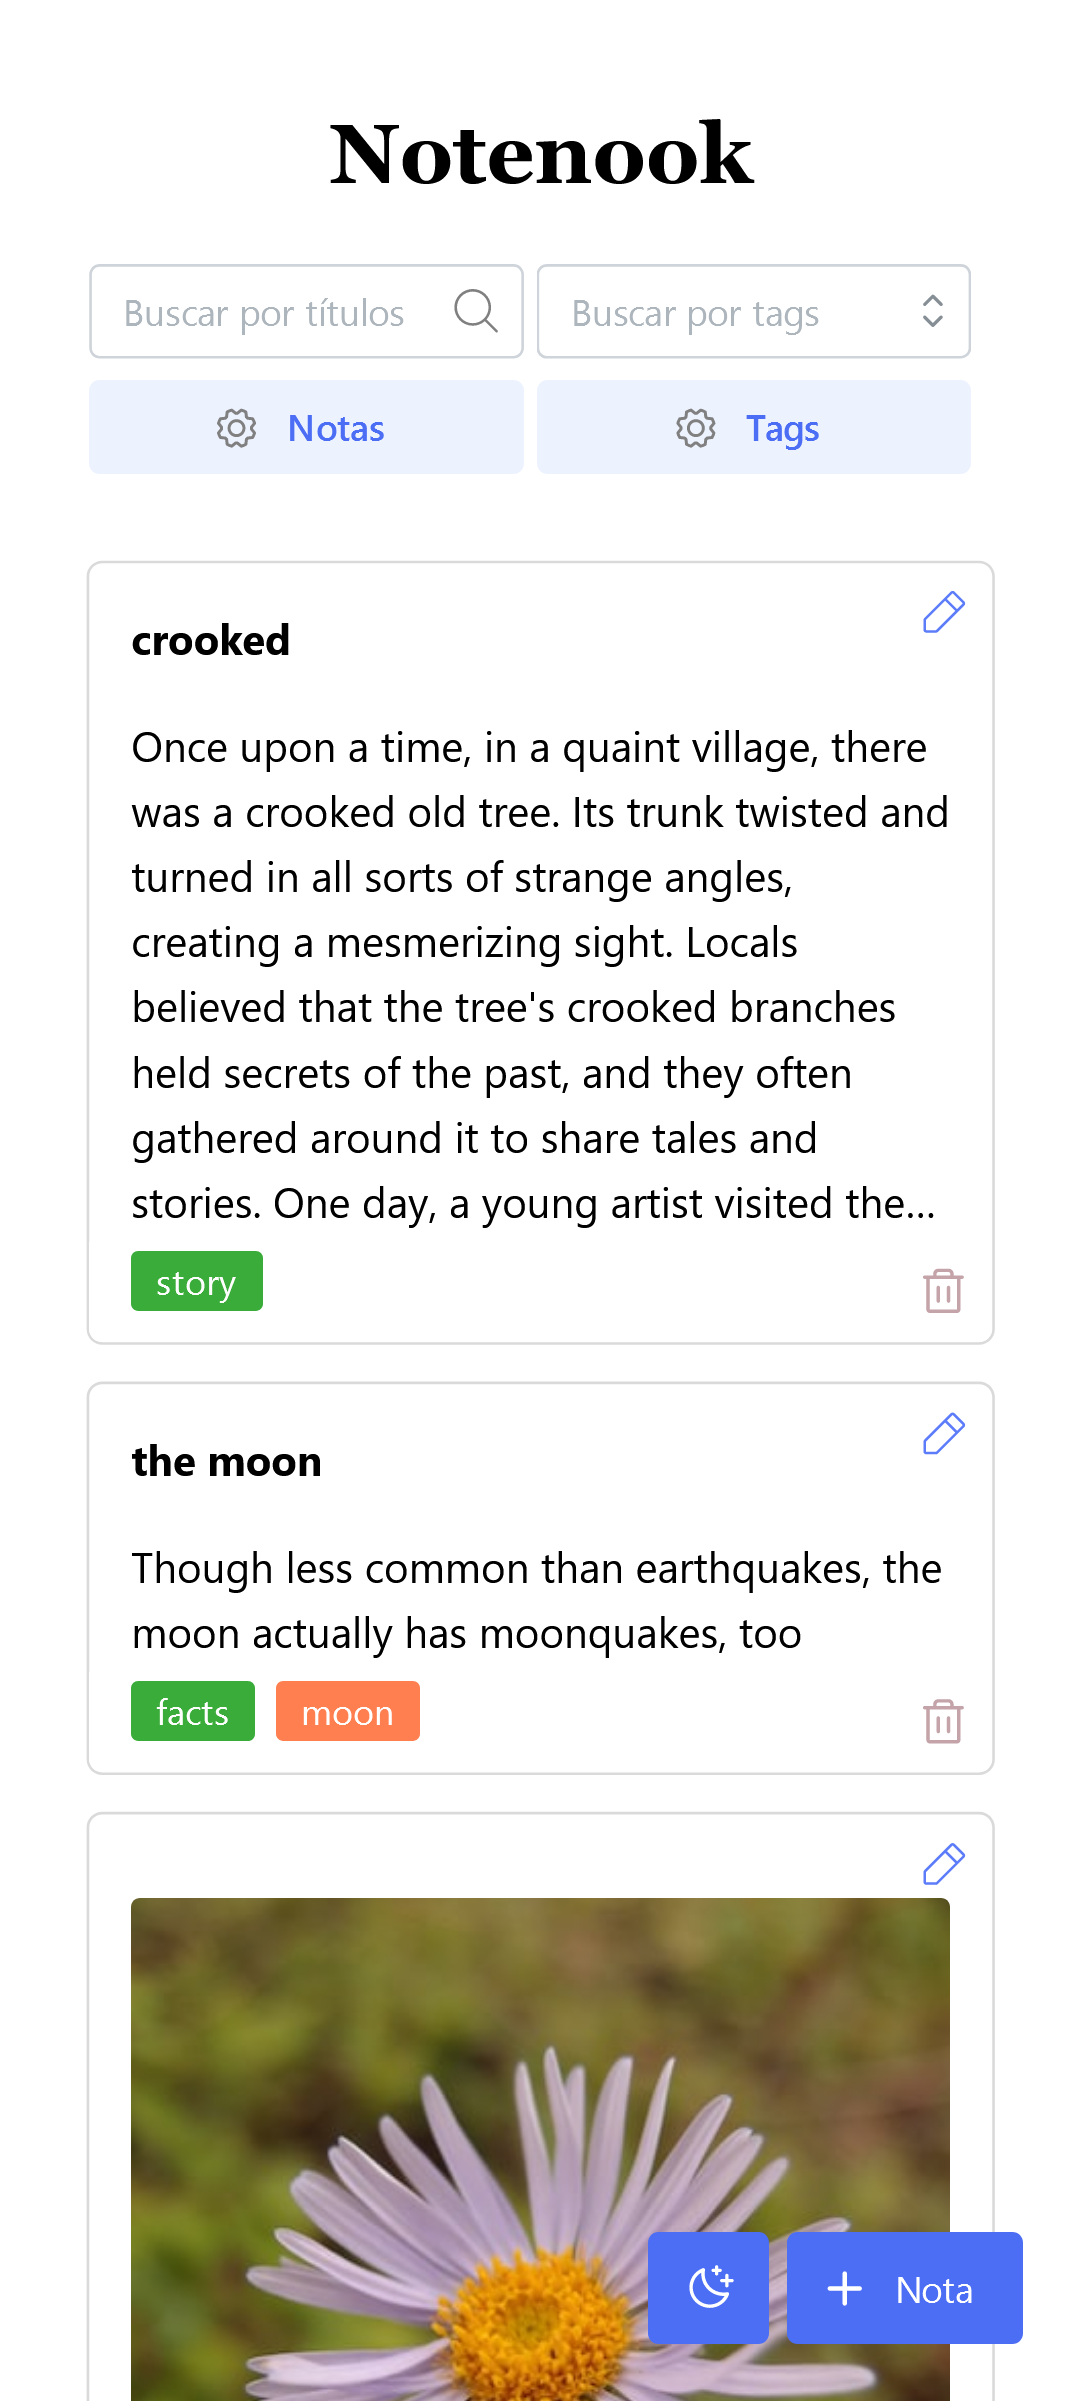 Notenook
Buscar por títulos
Buscar por tags
Notas
Tags
crooked
Once upon a time, in a quaint village, there
was a crooked old tree. Its trunk twisted and
turned in all sorts of strange angles,
creating a mesmerizing sight. Locals
believed that the tree's crooked branches
held secrets of the past, and they often
gathered around it to share tales and
stories. One day, a young artist visited the...
story
the moon
Though less common than earthquakes, the
moon actually has moonquakes, too
facts
moon
Nota